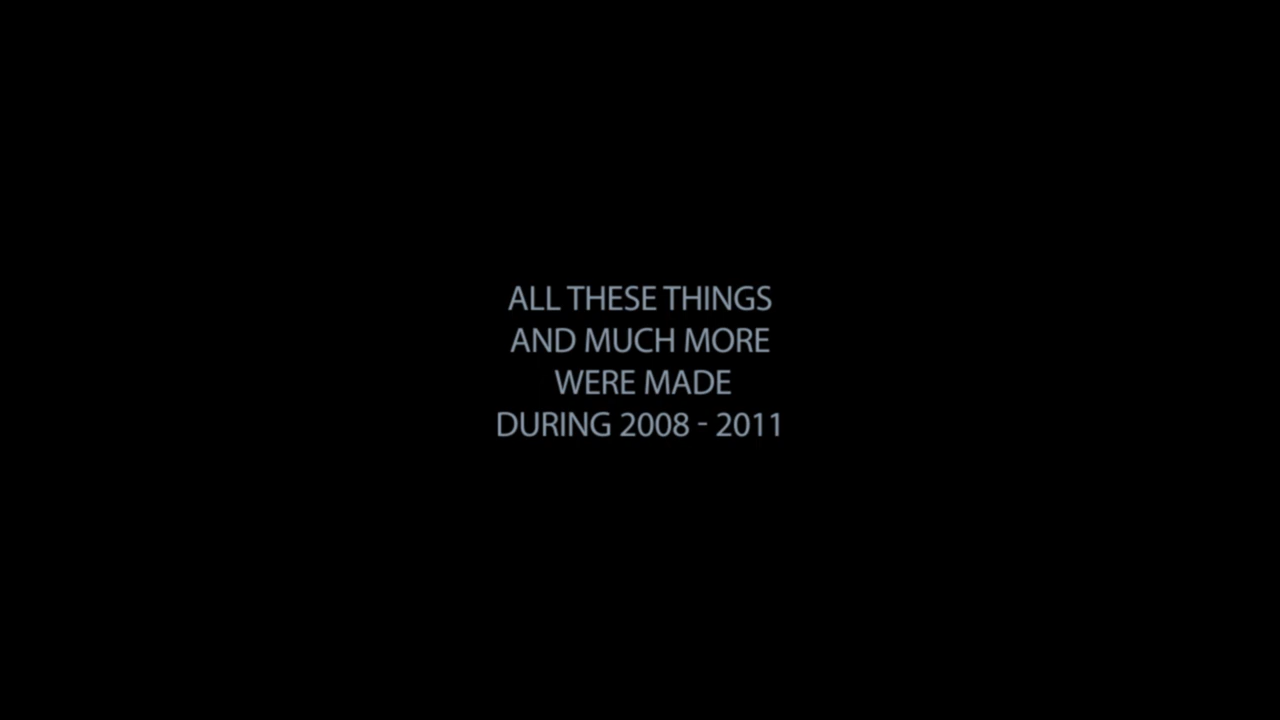 ALL THESE THINGS
AND MUCH MORE
WERE MADE
DURING 2008 - 2011